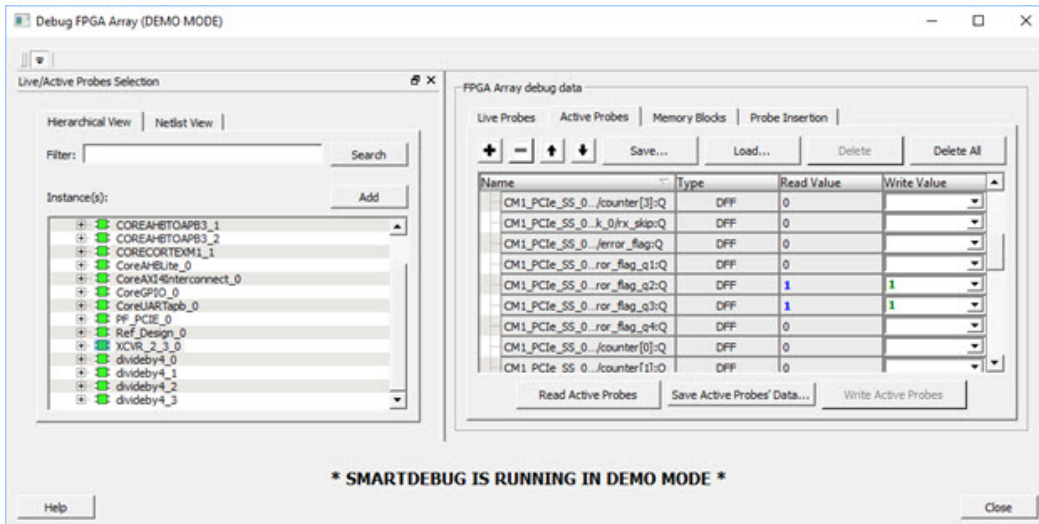 Debug FPGA Array (DEMO MODE)
Live/Active Probes Selection
Hierarchical View
Netlist View
Filter:
Search
Instance(s):
Add
COREAHBTOAPB3_1
COREAHBTOAPB3_2
CORECORTEXM1_1
CoreAHBLite_0
CoreAXI4Interconnect_0
CoreGPIO_0
CoreUARTapb_0
PF_PCIE_0
Ref_Design_0
XCVR_2_3_0
divideby4_0
divideby4_1
divideby4_2
divideby4_3
FPGA Array debug data
Live Probes
Active Probes
Memory Blocks
Probe Insertion
Save...
Load...
Delete
Delete All
Name Type Read Value Write Value
CM1_PCIe_SS_0.../counter[3]:Q DFF 0
CM1_PCIe_SS_0...k_0/rx_skip:Q DFF 0
CM1_PCIe_SS_0.../error_flag:Q DFF 0
CM1_PCIe_SS_0...ror_flag_q1:Q DFF 0
CM1_PCIe_SS_0...ror_flag_q2:Q DFF 1 1
CM1_PCIe_SS_0...ror_flag_q3:Q DFF 1 1
CM1_PCIe_SS_0...ror_flag_q4:Q DFF 0
CM1_PCIe_SS_0.../counter[0]:Q DFF 0
CM1_PCIe_SS_0.../counter[1]:Q DFF 0
Read Active Probes
Save Active Probes' Data...
Write Active Probes
* SMARTDEBUG IS RUNNING IN DEMO MODE *
Help
Close